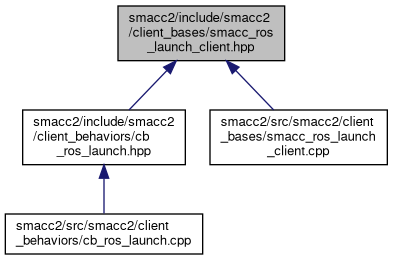 smacc2/include/smacc2
/client_bases/smacc_ros
_launch_client.hpp
smacc2/include/smacc2
/client_behaviors/cb
_ros_launch.hpp
smacc2/src/smacc2/client
_bases/smacc_ros_launch
_client.cpp
smacc2/src/smacc2/client
_behaviors/cb_ros_launch.cpp